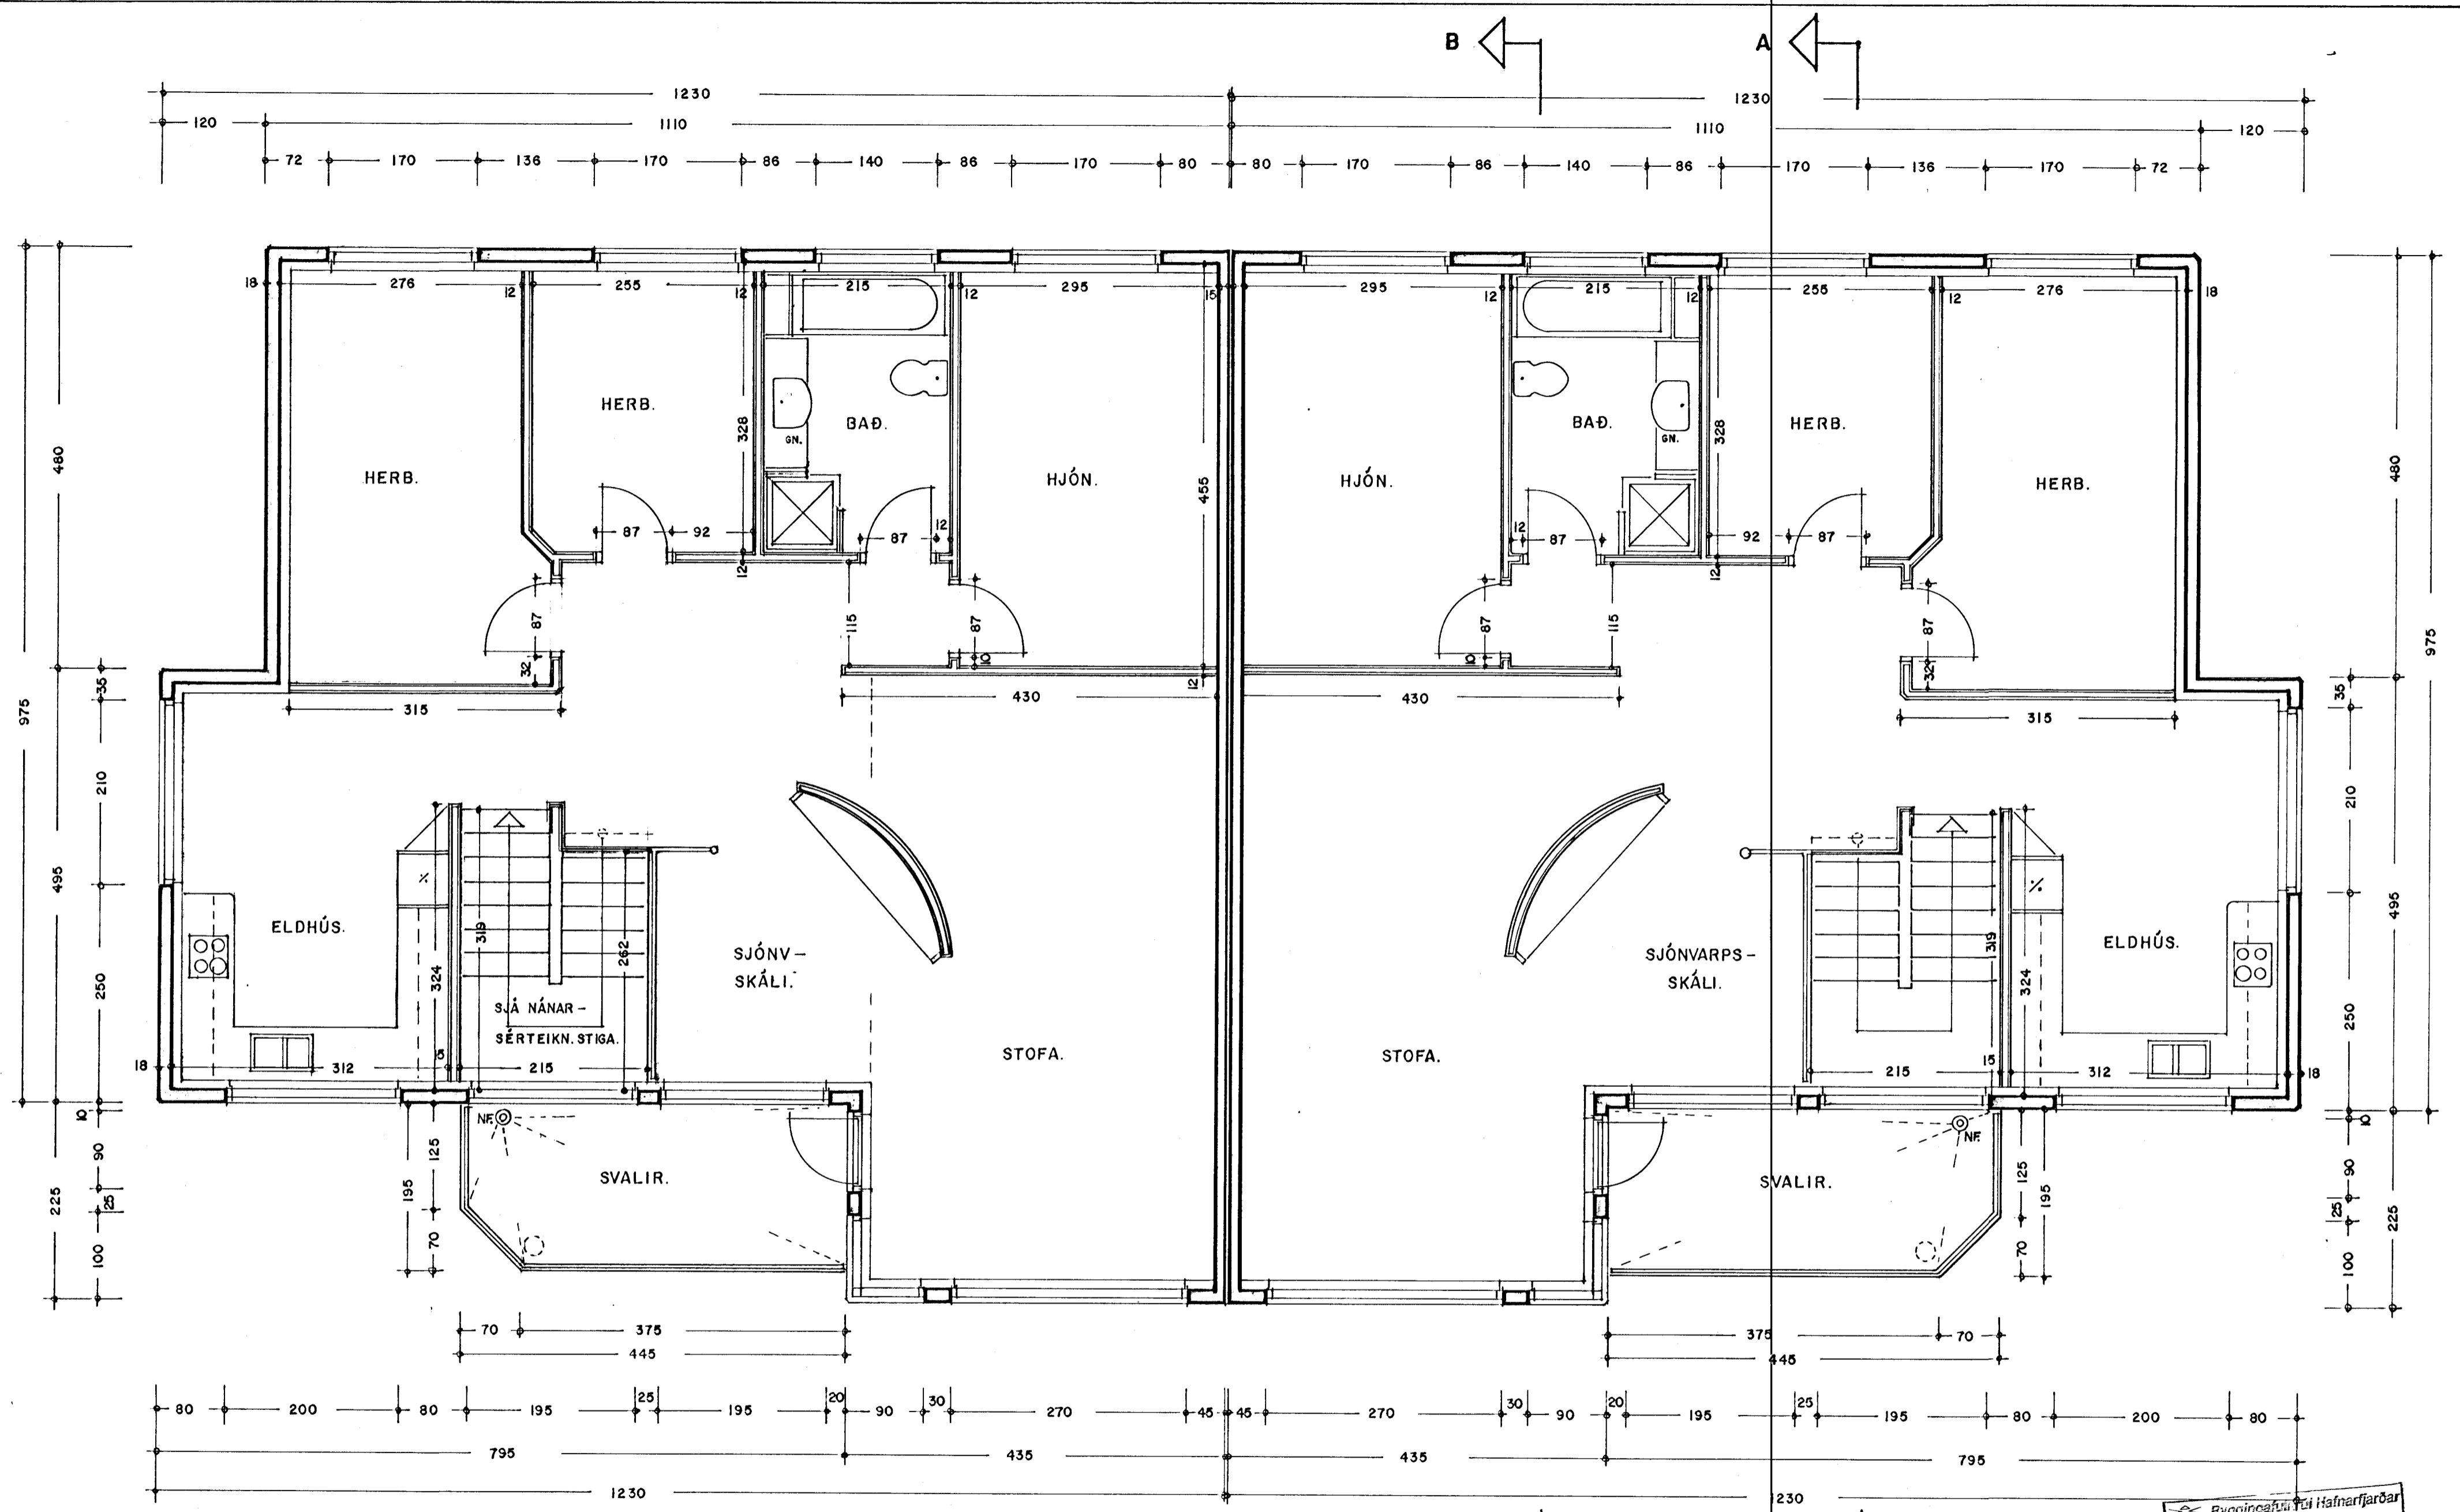 B A
1230 1230
120 1110 1110 120
72 170 136 170 86 140 86 170 80 80 170 86 140 86 170 136 170 72
18 276 12 255 12 215 12 295 15 295 12 215 12 255 12 276 18
HERB. BAÐ. BAÐ. HERB.
GN. GN.
328 328
HERB. HJÓN. HJÓN. HERB.
480 455 480
87 92 87 12 12 87 92 87
12 12
87 115 87 87 115 87
32 10 10 32
975 975
12
35 430 430 35
315 315
210 210
495 495
% %
ELDHÚS. ELDHÚS.
319 262 319
SJÓNV - SJÓNVARPS -
SKÁLI. SKÁLI.
250 324 324 250
SJÁ NÁNAR -
SÉRTEIKN. STIGA.
STOFA. STOFA.
18 312 15 215 215 15 312 18
10 NF. NF. 10
90 125 125 90
SVALIR. SVALIR.
225 25 195 195 25 225
100 70 70 100
70 375 375 70
445 445
80 200 80 195 25 195 20 90 30 270 45 45 270 30 90 20 195 25 195 80 200 80
795 435 435 795
1230 1230
Hafnarfjarðar